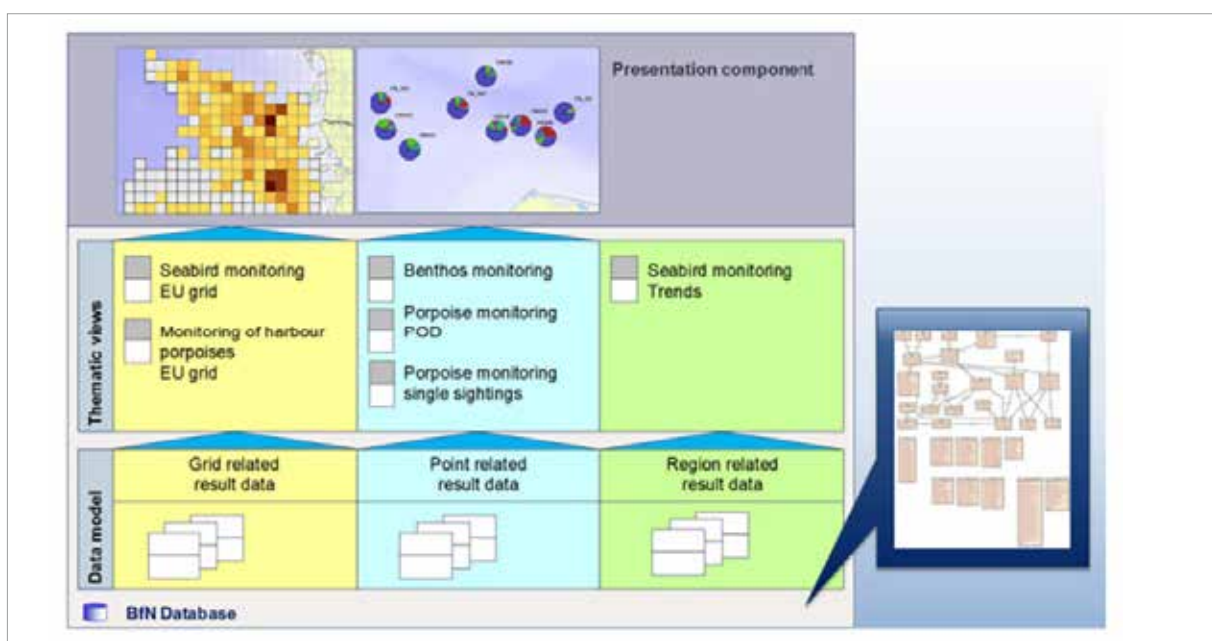 Presentation component
Thematic views
Seabird monitoring
EU grid
Monitoring of harbour
porpoises
EU grid
Benthos monitoring
Porpoise monitoring
POD
Porpoise monitoring
single sightings
Seabird monitoring
Trends
Data model
Grid related
result data
Point related
result data
Region related
result data
BfN Database